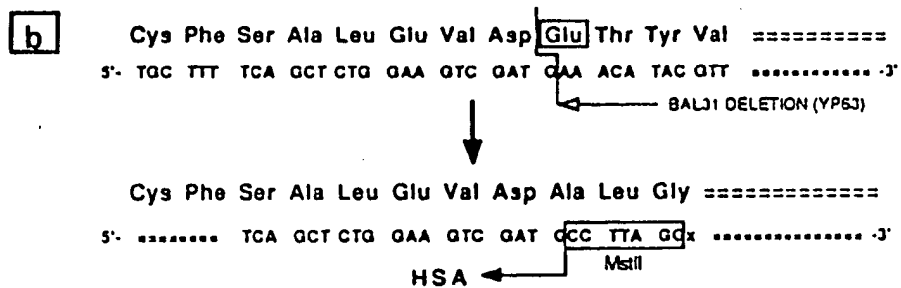 b
Cys Phe Ser Ala Leu Glu Val Asp Glu Thr Tyr Val ==========
5'- TGC TTT TCA GCT CTG GAA GTC GAT GAA ACA TAC GTT ............ -3'
BAL31 DELETION (YP63)
Cys Phe Ser Ala Leu Glu Val Asp Ala Leu Gly =============
5'- ........ TCA GCT CTG GAA GTC GAT GCC TTA GGx ............... -3'
MstII
HSA